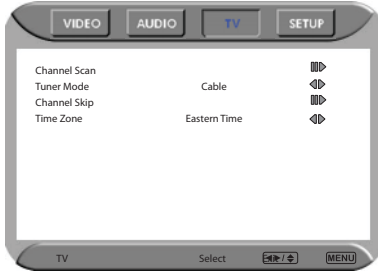 VIDEO AUDIO TV SETUP
Channel Scan
Tuner Mode Cable
Channel Skip
Time Zone Eastern Time
TV Select / MENU